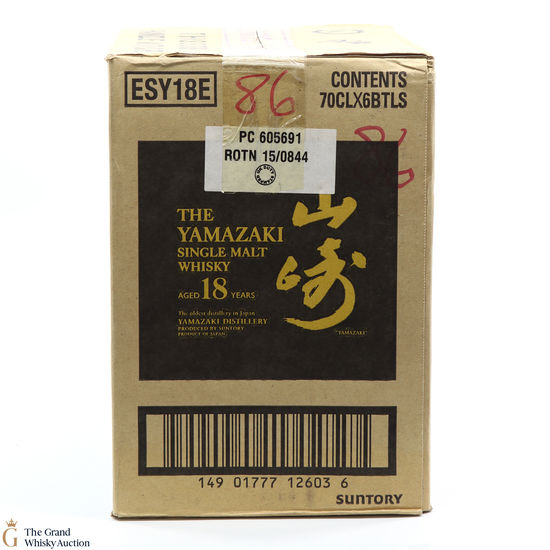 ESY18E
86
CONTENTS
70CLX6BTLS
PC 605691
ROTN 15/0844
86
THE
YAMAZAKI
SINGLE MALT
WHISKY
AGED 18 YEARS
The oldest distillery in Japan
YAMAZAKI DISTILLERY
PRODUCED BY SUNTORY
PRODUCT OF JAPAN
山崎
"YAMAZAKI"
149 01777 12603 6
SUNTORY
G
The Grand
Whisky Auction